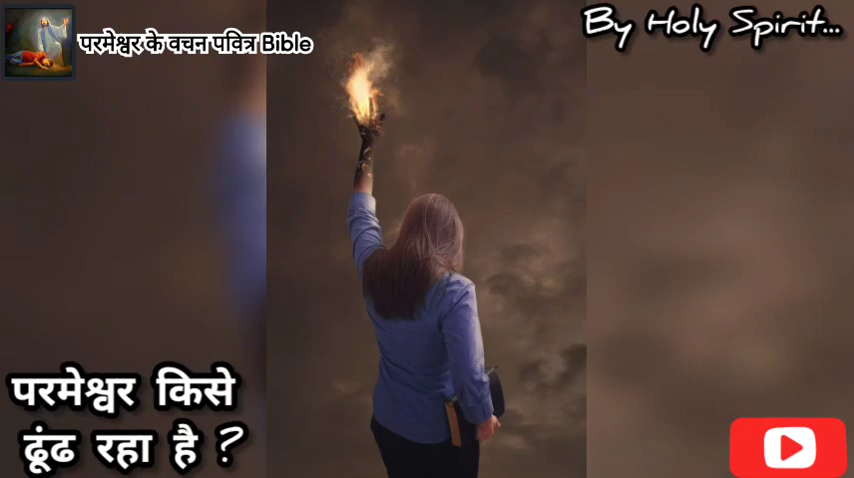 परमेश्वर के वचन पवित्र Bible
By Holy Spirit...
परमेश्वर किसे
ढूंढ रहा है ?